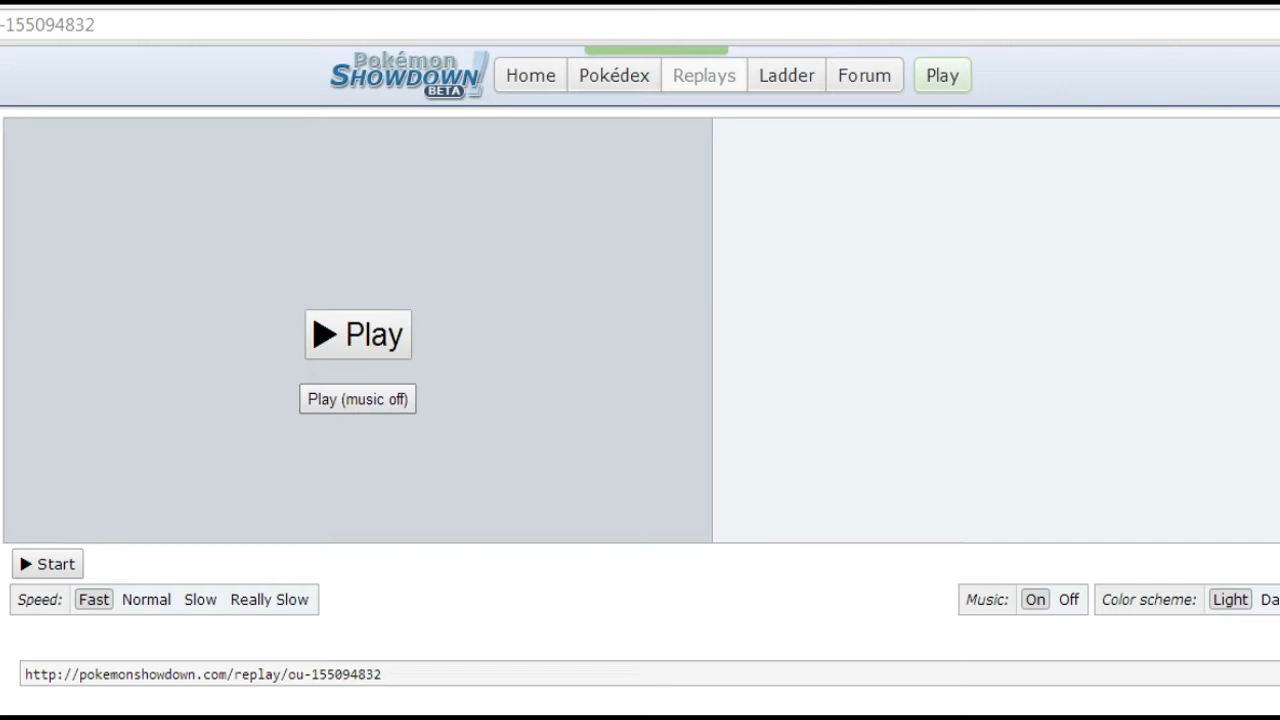 -155094832
Pokémon
SHOWDOWN!
BETA
Home Pokédex Replays Ladder Forum Play
Play
Play (music off)
Start
Speed: Fast Normal Slow Really Slow Music: On Off Color scheme: Light Da
http://pokemonshowdown.com/replay/ou-155094832